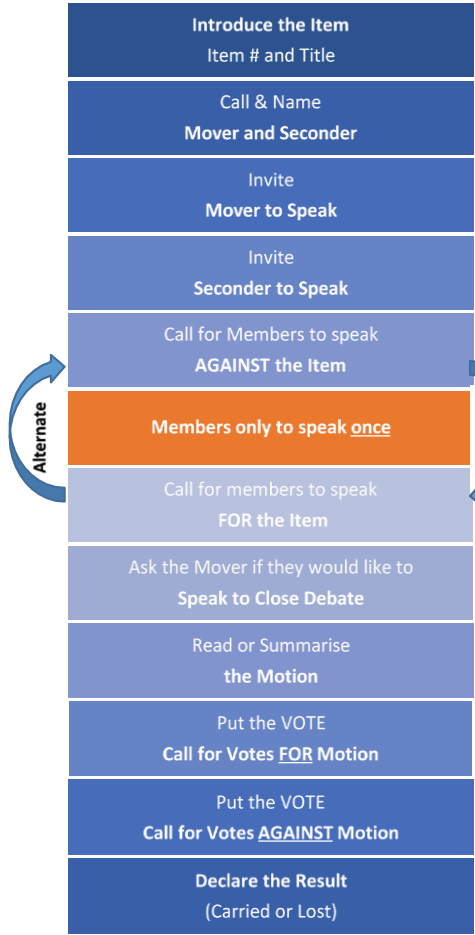 Introduce the Item
Item # and Title
Call & Name
Mover and Seconder
Invite
Mover to Speak
Invite
Seconder to Speak
Call for Members to speak
AGAINST the Item
Alternate
Members only to speak once
Call for members to speak
FOR the Item
Ask the Mover if they would like to
Speak to Close Debate
Read or Summarise
the Motion
Put the VOTE
Call for Votes FOR Motion
Put the VOTE
Call for Votes AGAINST Motion
Declare the Result
(Carried or Lost)